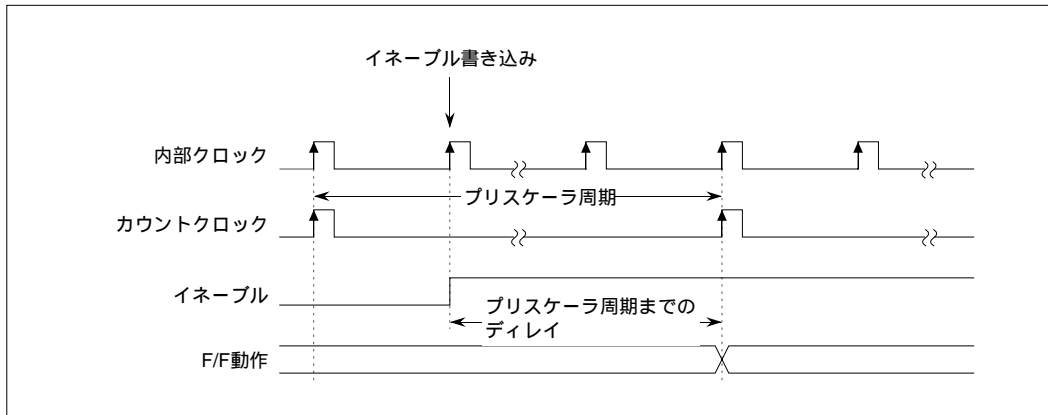 イネーブル書き込み
内部クロック
プリスケーラ周期
カウントクロック
イネーブル
プリスケーラ周期までの
ディレイ
F/F動作